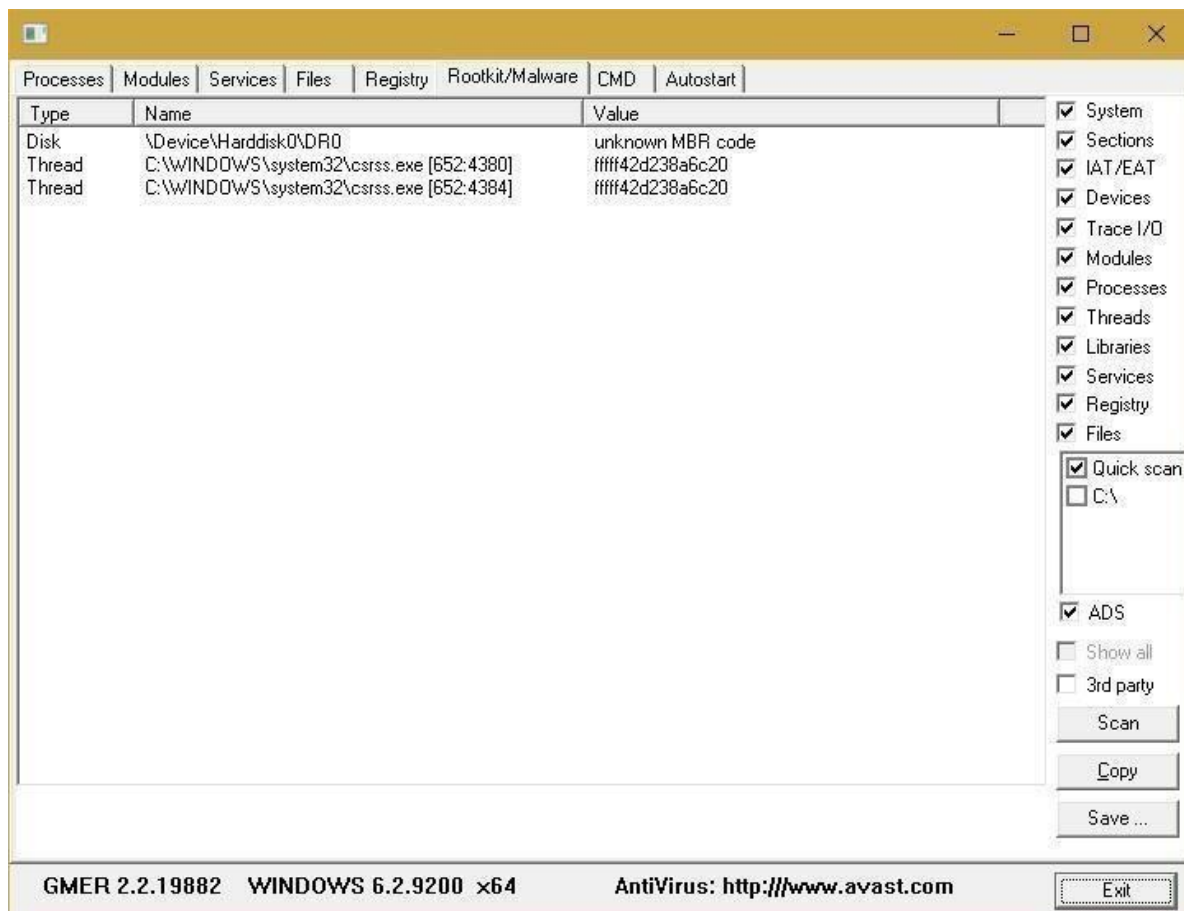 Processes Modules Services Files Registry Rootkit/Malware CMD Autostart
Type Name Value
Disk \Device\Harddisk0\DR0 unknown MBR code
Thread C:\WINDOWS\system32\csrss.exe [652:4380] fffff42d238a6c20
Thread C:\WINDOWS\system32\csrss.exe [652:4384] fffff42d238a6c20
System
Sections
IAT/EAT
Devices
Trace I/O
Modules
Processes
Threads
Libraries
Services
Registry
Files
Quick scan
C:\
ADS
Show all
3rd party
Scan
Copy
Save ...
GMER 2.2.19882 WINDOWS 6.2.9200 x64 AntiVirus: http:///www.avast.com Exit